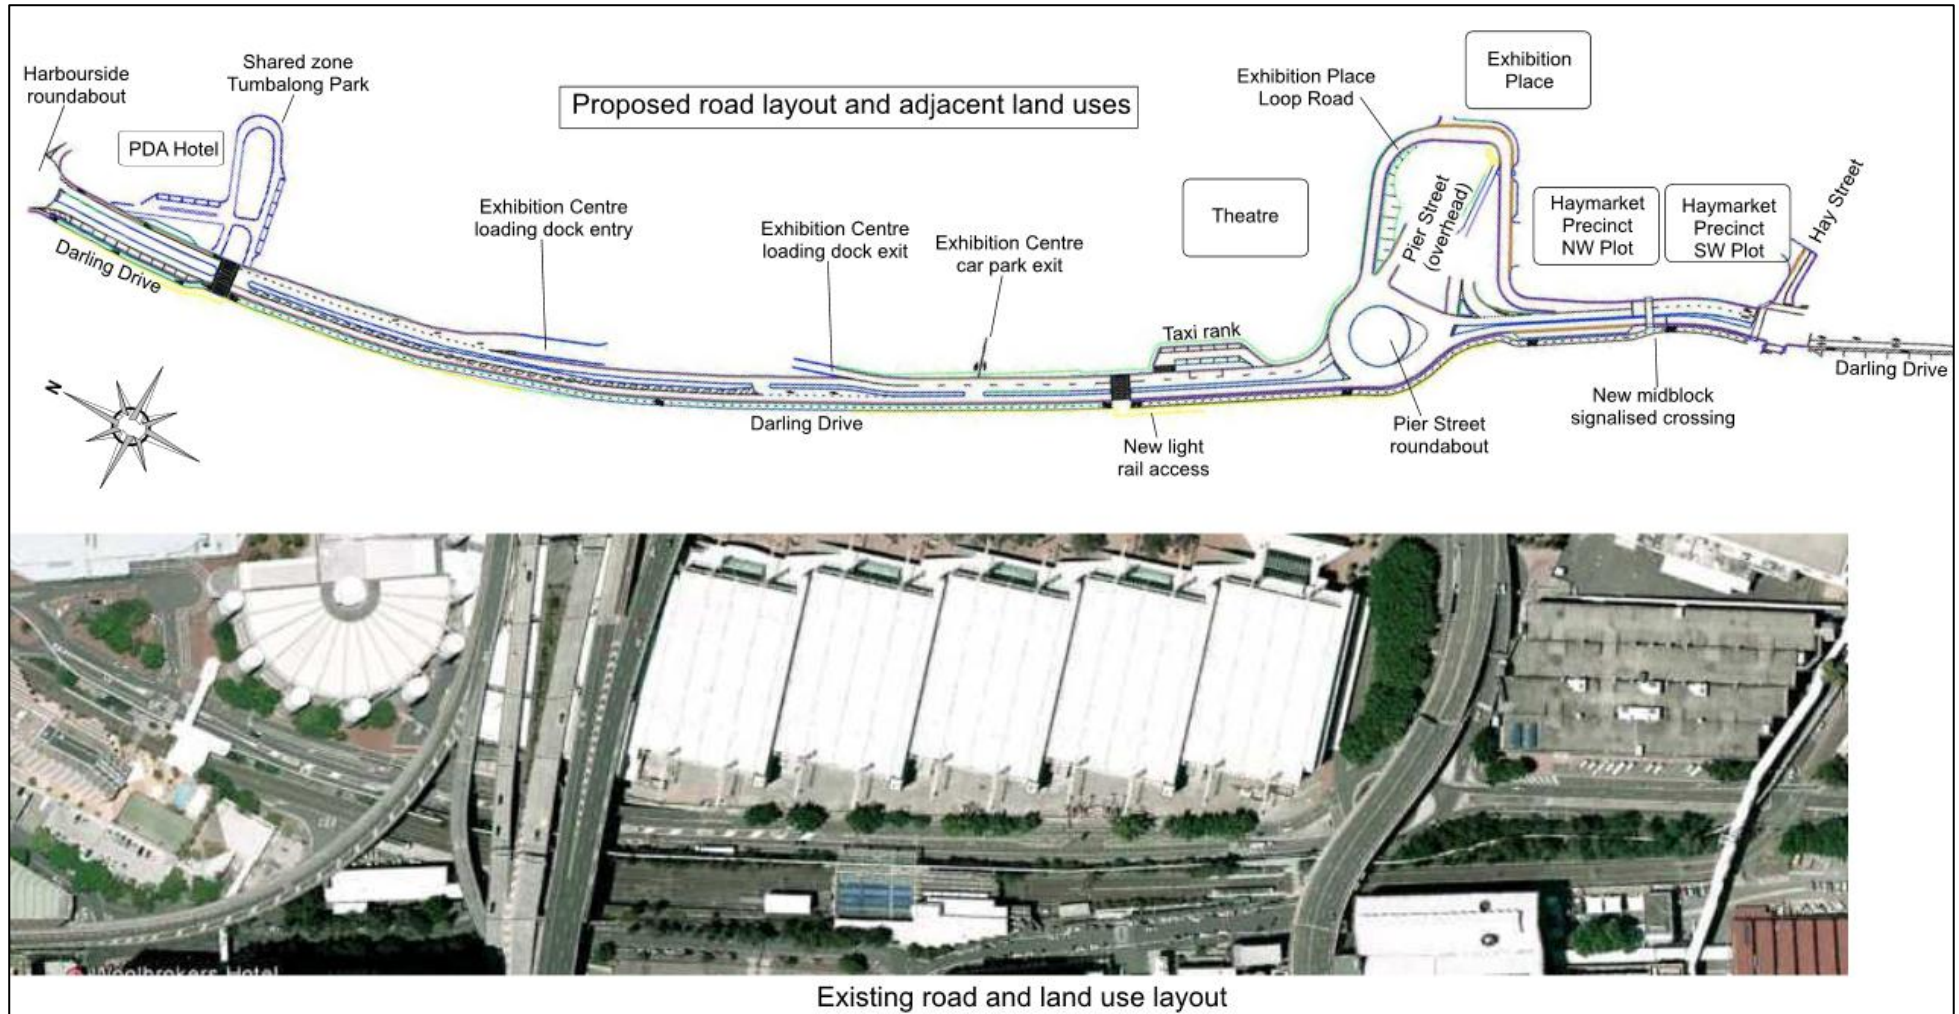 Harbourside
roundabout
Shared zone
Tumbalong Park
PDA Hotel
Proposed road layout and adjacent land uses
Exhibition Place
Loop Road
Exhibition
Place
Exhibition Centre
loading dock entry
Exhibition Centre
loading dock exit
Exhibition Centre
car park exit
Theatre
Pier Street
(overhead)
Haymarket
Precinct
NW Plot
Haymarket
Precinct
SW Plot
Hay Street
Darling Drive
Taxi rank
N
Darling Drive
New light
rail access
Pier Street
roundabout
New midblock
signalised crossing
Darling Drive
Woolbrokers Hotel
Existing road and land use layout